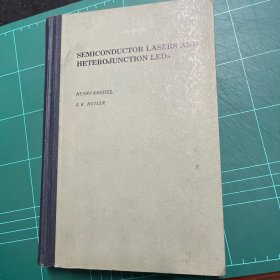 SEMICONDUCTOR LASERS AND
HETEROJUNCTION LEDs
HENRY KRESSEL
J. K. BUTLER